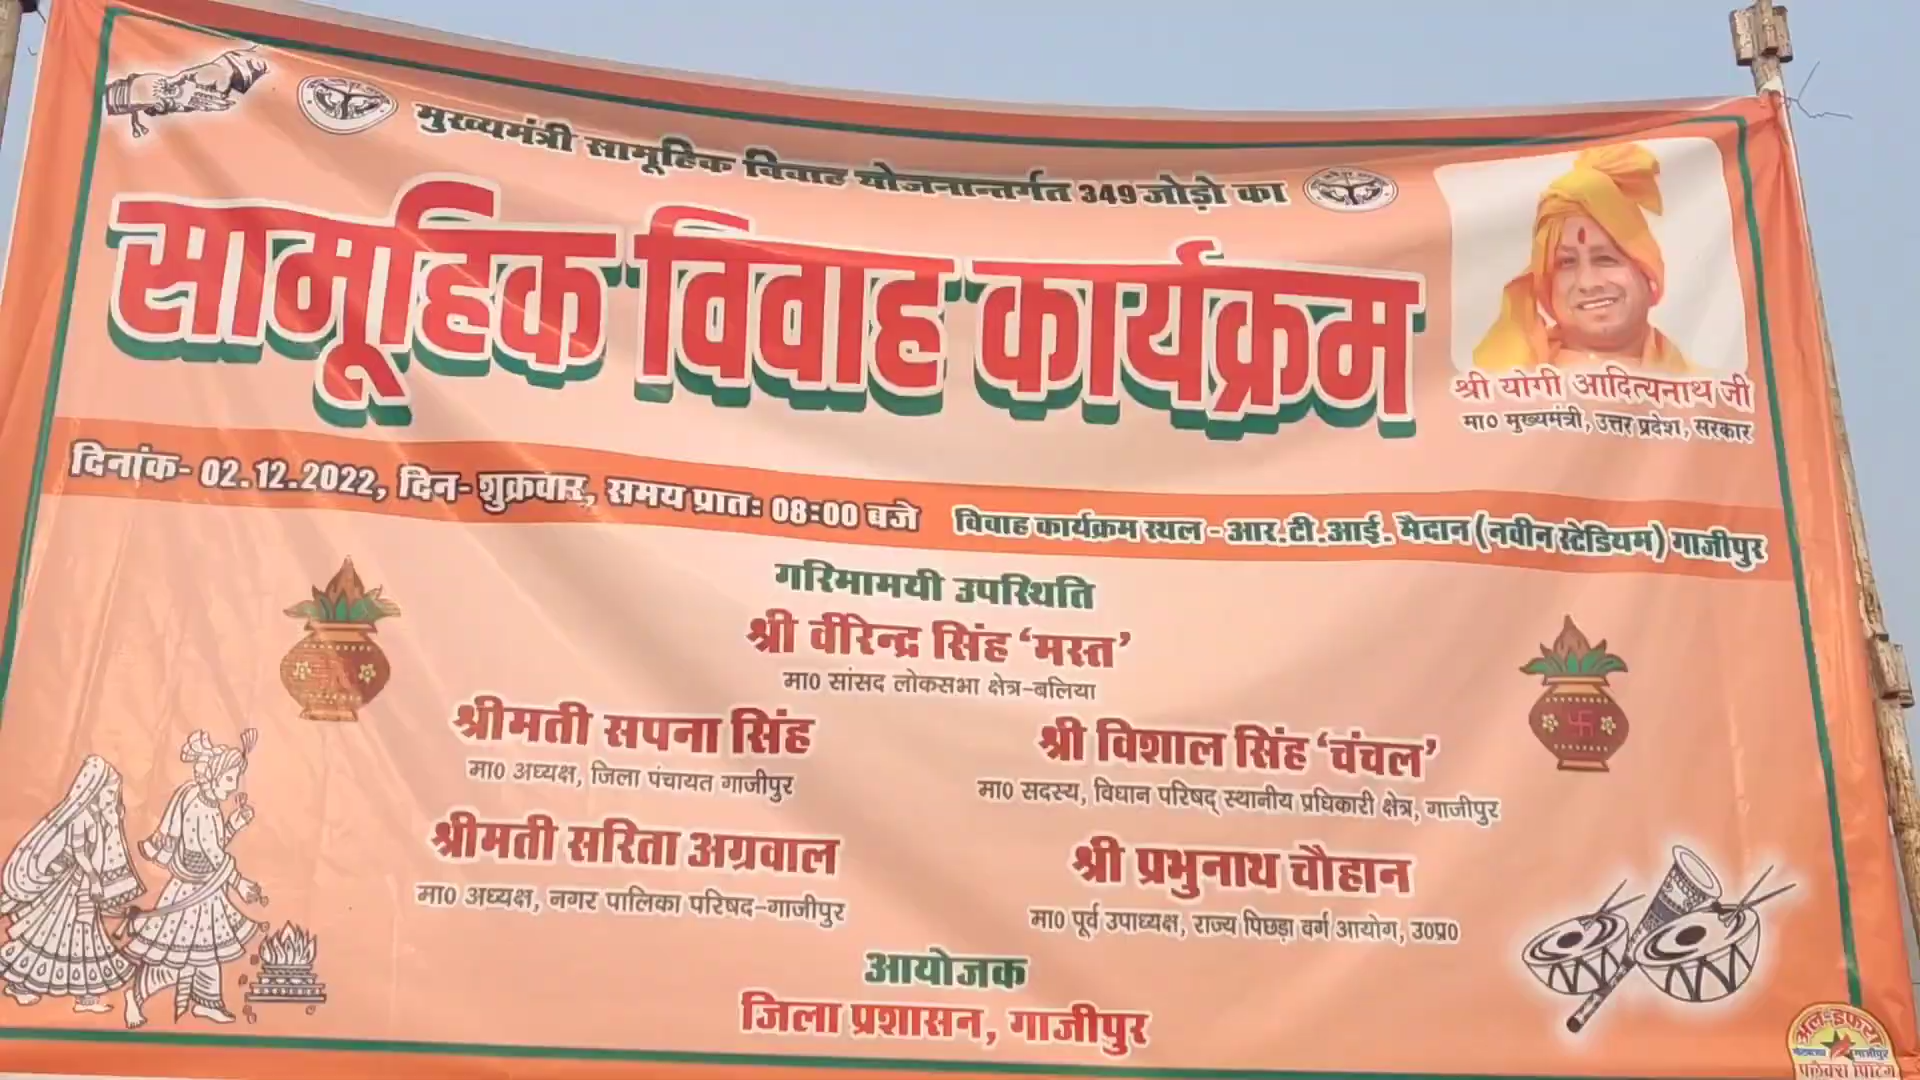 मुख्यमंत्री सामूहिक विवाह योजनान्तर्गत 349 जोड़ो का
सामूहिक विवाह कार्यक्रम
श्री योगी आदित्यनाथ जी
मा0 मुख्यमंत्री, उत्तर प्रदेश, सरकार
दिनांक- 02.12.2022, दिन- शुक्रवार, समय प्रातः 08:00 बजे
विवाह कार्यक्रम स्थल - आर.टी.आई. मैदान (नवीन स्टेडियम) गाजीपुर
गरिमामयी उपस्थिति
श्री वीरेन्द्र सिंह ‘मस्त’
मा0 सांसद लोकसभा क्षेत्र-बलिया
श्रीमती सपना सिंह
मा0 अध्यक्ष, जिला पंचायत गाजीपुर
श्री विशाल सिंह ‘चंचल’
मा0 सदस्य, विधान परिषद् स्थानीय प्रधिकारी क्षेत्र, गाजीपुर
श्रीमती सरिता अग्रवाल
मा0 अध्यक्ष, नगर पालिका परिषद-गाजीपुर
श्री प्रभुनाथ चौहान
मा0 पूर्व उपाध्यक्ष, राज्य पिछड़ा वर्ग आयोग, उ0प्र0
आयोजक
जिला प्रशासन, गाजीपुर
गाजीपुर
फ्लेक्स प्रिंटिंग